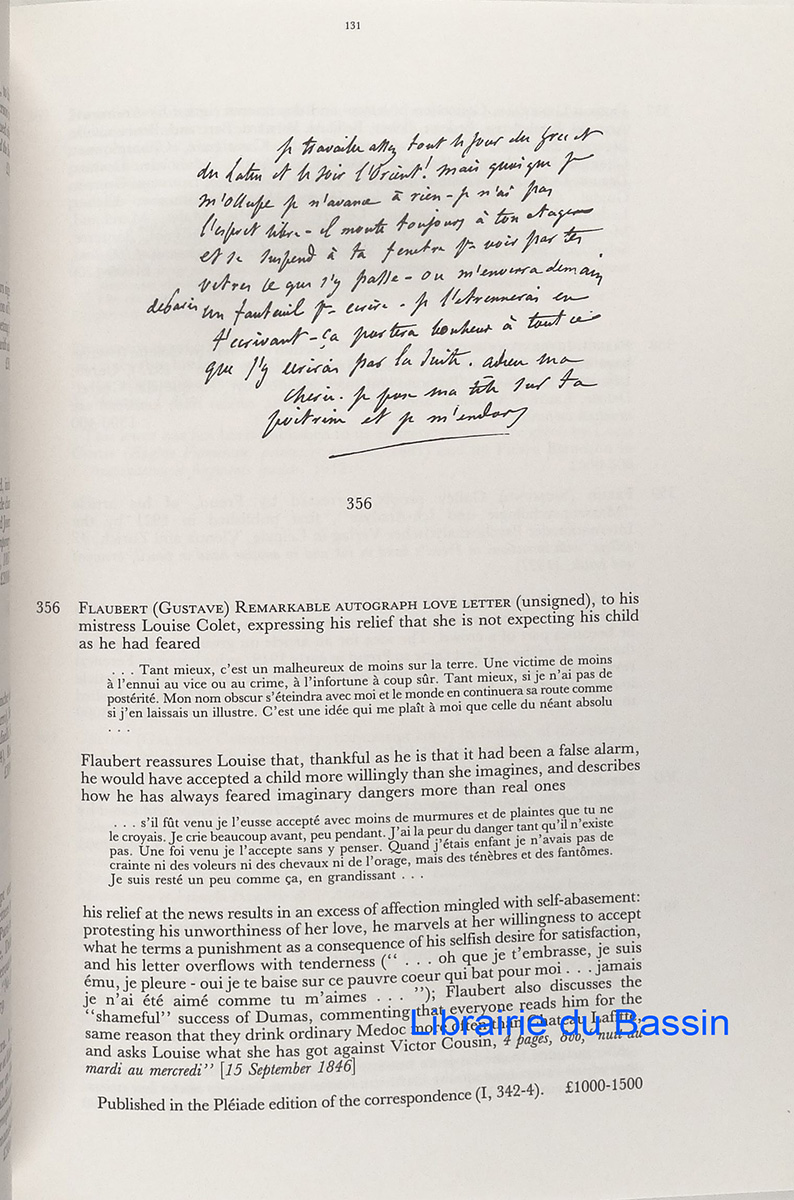 131
je travaille assez tout le jour du grec et
du latin et le soir l'Orient! mais quoique je
m'occupe je n'avance à rien - je n'ai pas
l'esprit libre - il monte toujours à ton etagere
et se suspend à ta fenetre pr voir par tes
vitres ce que s'y passe - on m'enverra demain
de paris un fauteuil pr ecrire - je l'etrennerai en
t'ecrivant - ça portera bonheur à tout ce
que j'y ecrirai par la suite. adieu ma
cherie. je pose ma tête sur ta
poitrine et je m'endors
356
356 FLAUBERT (GUSTAVE) REMARKABLE AUTOGRAPH LOVE LETTER (unsigned), to his
mistress Louise Colet, expressing his relief that she is not expecting his child
as he had feared
. . . Tant mieux, c'est un malheureux de moins sur la terre. Une victime de moins
à l'ennui au vice ou au crime, à l'infortune à coup sûr. Tant mieux, si je n'ai pas de
postérité. Mon nom obscur s'éteindra avec moi et le monde en continuera sa route comme
si j'en laissais un illustre. C'est une idée qui me plaît à moi que celle du néant absolu
. . .
Flaubert reassures Louise that, thankful as he is that it had been a false alarm,
he would have accepted a child more willingly than she imagines, and describes
how he has always feared imaginary dangers more than real ones
. . . s'il fût venu je l'eusse accepté avec moins de murmures et de plaintes que tu ne
le croyais. Je crie beaucoup avant, peu pendant. J'ai la peur du danger tant qu'il n'existe
pas. Une foi venu je l'accepte sans y penser. Quand j'étais enfant je n'avais pas de
crainte ni des voleurs ni des chevaux ni de l'orage, mais des ténèbres et des fantômes.
Je suis resté un peu comme ça, en grandissant . . .
his relief at the news results in an excess of affection mingled with self-abasement:
protesting his unworthiness of her love, he marvels at her willingness to accept
what he terms a punishment as a consequence of his selfish desire for satisfaction,
and his letter overflows with tenderness (" . . . oh que je t'embrasse, je suis
ému, je pleure - oui je te baise sur ce pauvre coeur qui bat pour moi . . . jamais
je n'ai été aimé comme tu m'aimes . . . "); Flaubert also discusses the
"shameful" success of Dumas, commenting that everyone reads him for the
same reason that they drink ordinary Medoc more often than Chateau Lafitte,
and asks Louise what she has got against Victor Cousin, 4 pages, 8vo, "nuit du
mardi au mercredi" [15 September 1846]
Published in the Pléiade edition of the correspondence (I, 342-4). £1000-1500
Librairie du Bassin